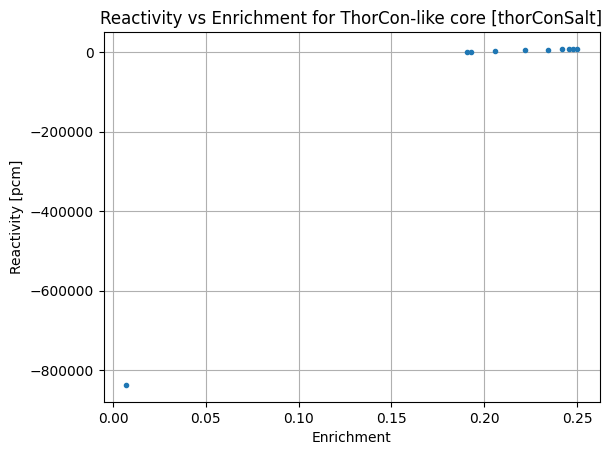 Reactivity vs Enrichment for ThorCon-like core [thorConSalt]
0
−200000
−400000
−600000
−800000
Reactivity [pcm]
0.00 0.05 0.10 0.15 0.20 0.25
Enrichment